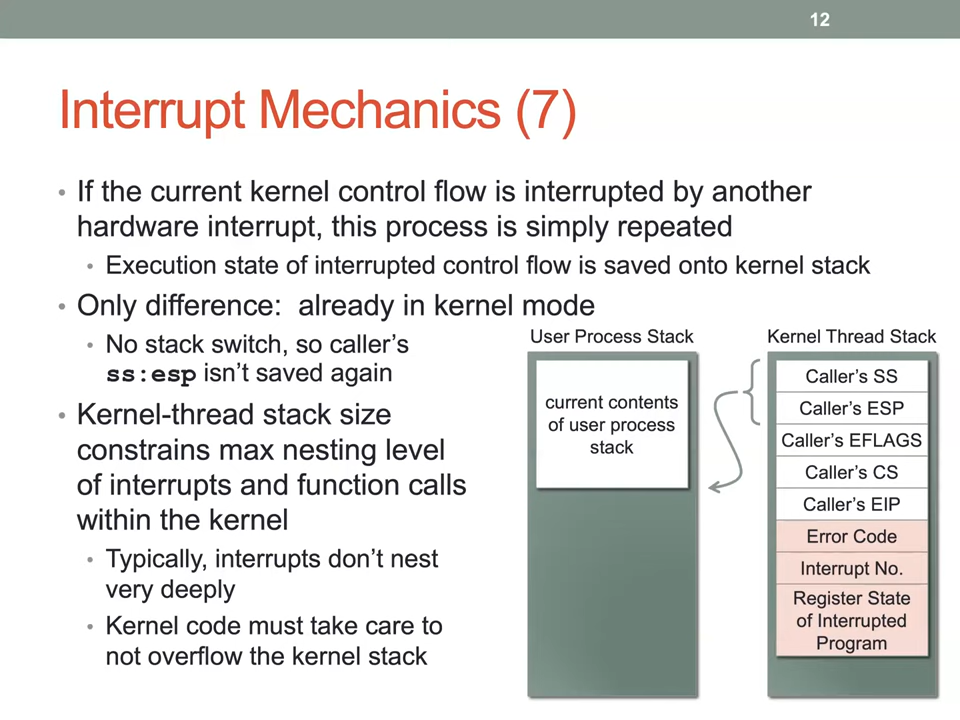 12
Interrupt Mechanics (7)
• If the current kernel control flow is interrupted by another
hardware interrupt, this process is simply repeated
• Execution state of interrupted control flow is saved onto kernel stack
• Only difference:  already in kernel mode
• No stack switch, so caller’s
ss:esp isn’t saved again
• Kernel-thread stack size
constrains max nesting level
of interrupts and function calls
within the kernel
• Typically, interrupts don’t nest
very deeply
• Kernel code must take care to
not overflow the kernel stack
User Process Stack
current contents
of user process
stack
Kernel Thread Stack
Caller’s SS
Caller’s ESP
Caller’s EFLAGS
Caller’s CS
Caller’s EIP
Error Code
Interrupt No.
Register State
of Interrupted
Program